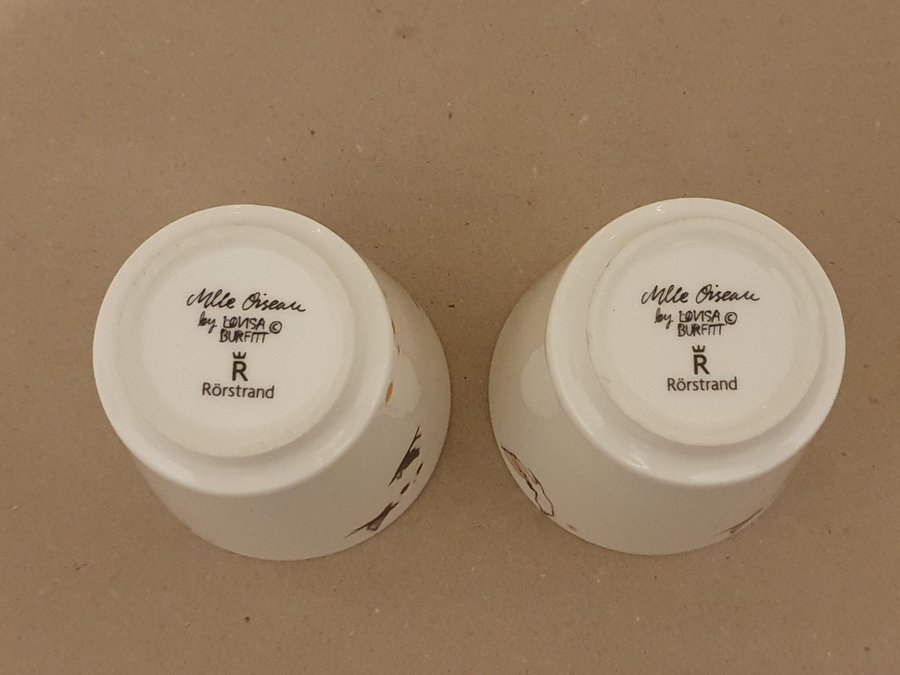 Mlle Oiseau
by LOVISA ©
BURFITT
R
Rörstrand
Mlle Oiseau
by LOVISA ©
BURFITT
R
Rörstrand